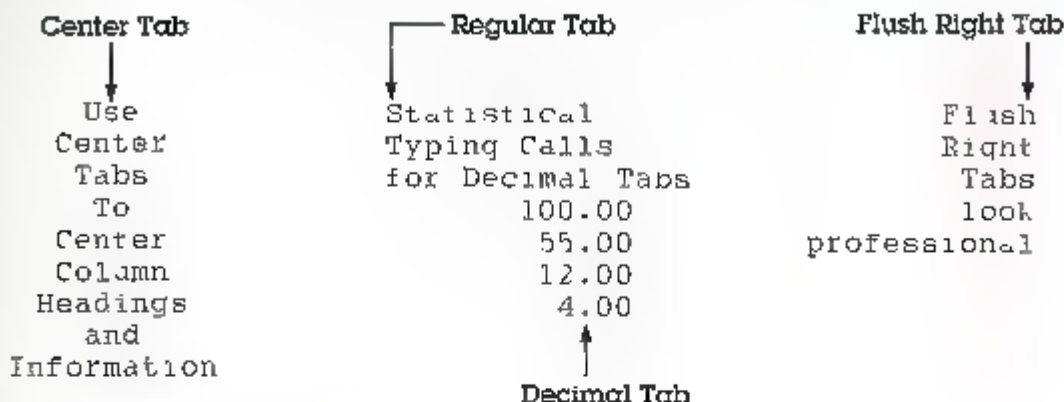 Center Tab
Regular Tab
Flush Right Tab
Use
Center
Tabs
To
Center
Column
Headings
and
Information
Statistical
Typing Calls
for Decimal Tabs
100.00
55.00
12.00
4.00
Decimal Tab
Flush
Right
Tabs
look
professional